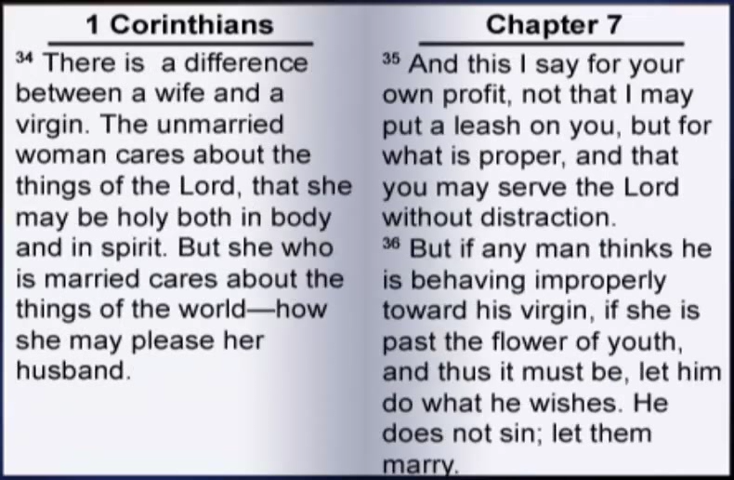 1 Corinthians
34 There is a difference
between a wife and a
virgin. The unmarried
woman cares about the
things of the Lord, that she
may be holy both in body
and in spirit. But she who
is married cares about the
things of the world—how
she may please her
husband.
Chapter 7
35 And this I say for your
own profit, not that I may
put a leash on you, but for
what is proper, and that
you may serve the Lord
without distraction.
36 But if any man thinks he
is behaving improperly
toward his virgin, if she is
past the flower of youth,
and thus it must be, let him
do what he wishes. He
does not sin; let them
marry.